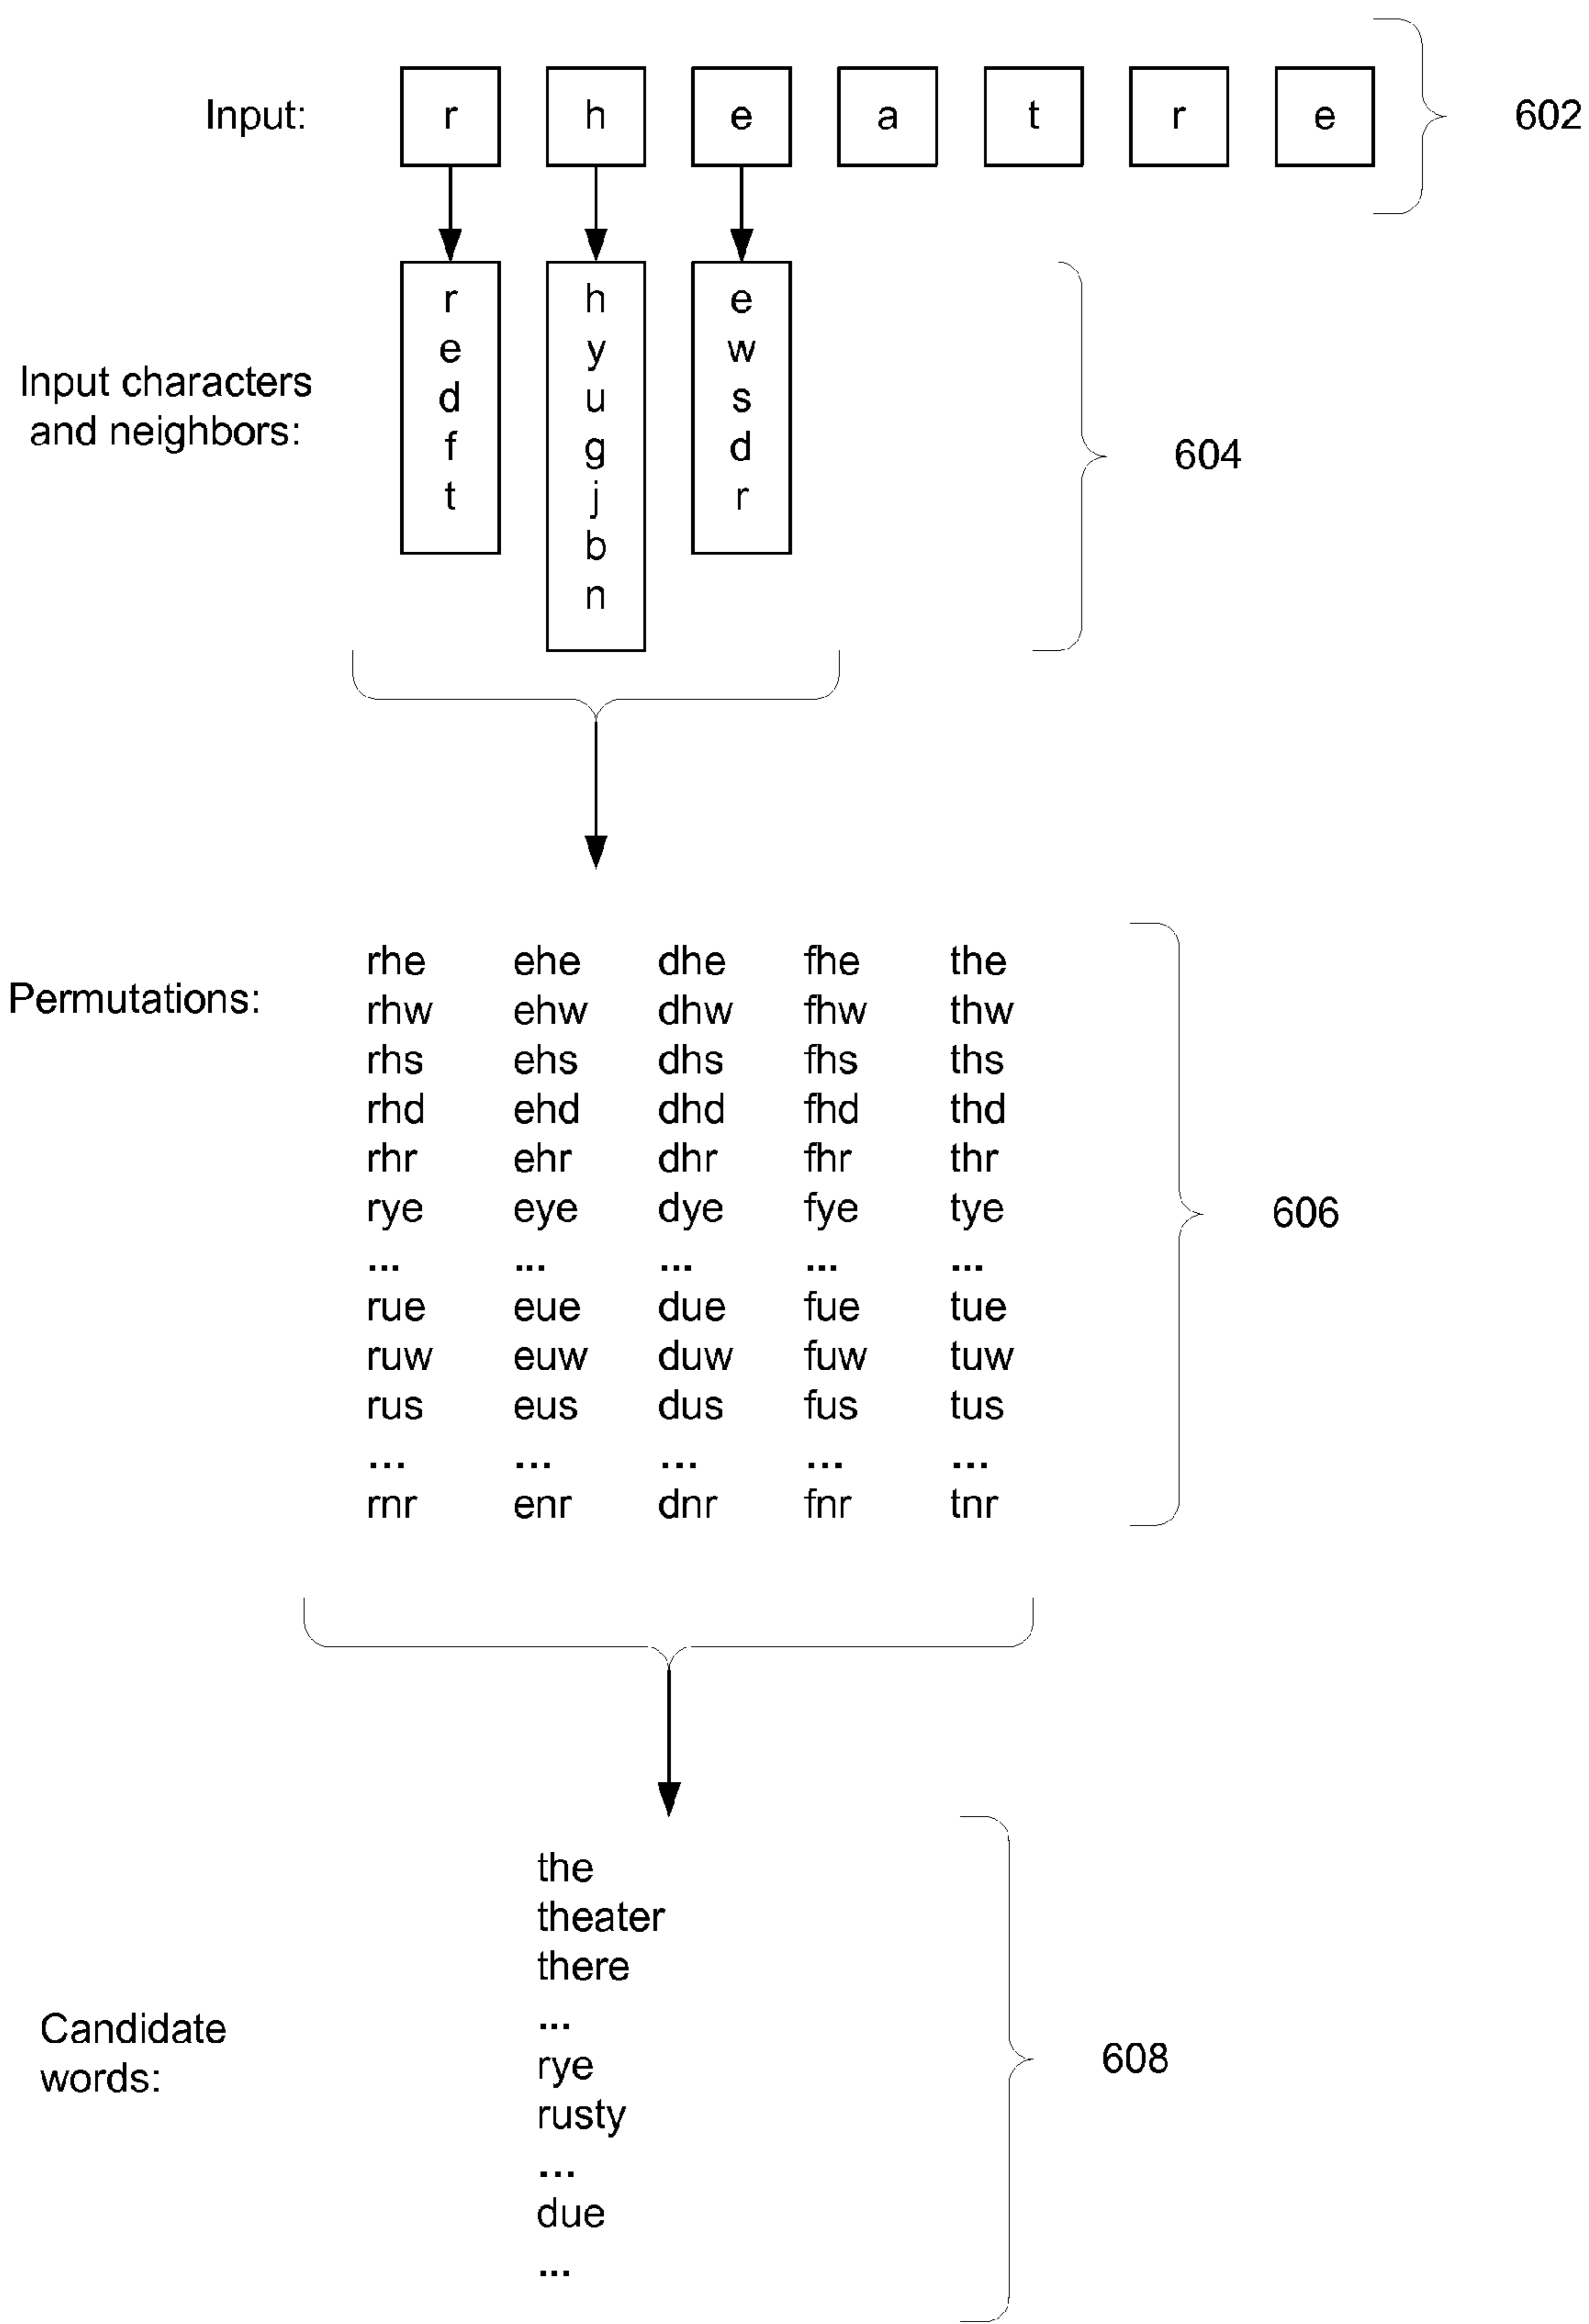 Input: r h e a t r e 602
r h e
e y w
d u s
f g d
t j r
b
n
Input characters
and neighbors:
604
Permutations:
rhe ehe dhe fhe the
rhw ehw dhw fhw thw
rhs ehs dhs fhs ths
rhd ehd dhd fhd thd
rhr ehr dhr fhr thr
rye eye dye fye tye
... ... ... ... ...
rue eue due fue tue
ruw euw duw fuw tuw
rus eus dus fus tus
... ... ... ... ...
rnr enr dnr fnr tnr
606
Candidate
words:
the
theater
there
...
rye
rusty
...
due
...
608